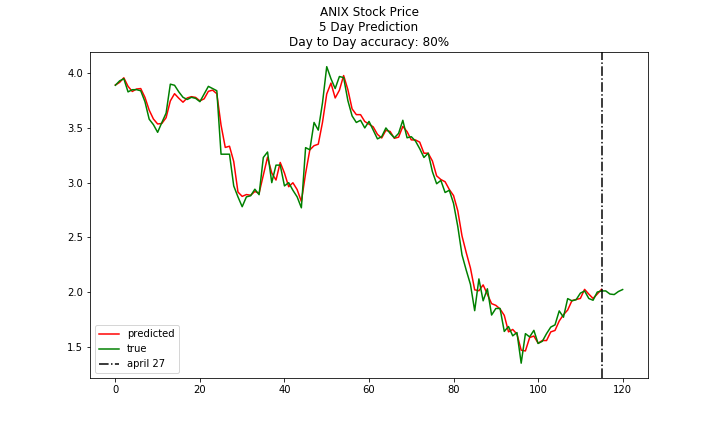 ANIX Stock Price
5 Day Prediction
Day to Day accuracy: 80%
4.0
3.5
3.0
2.5
2.0
1.5
predicted
true
april 27
0
20
40
60
80
100
120